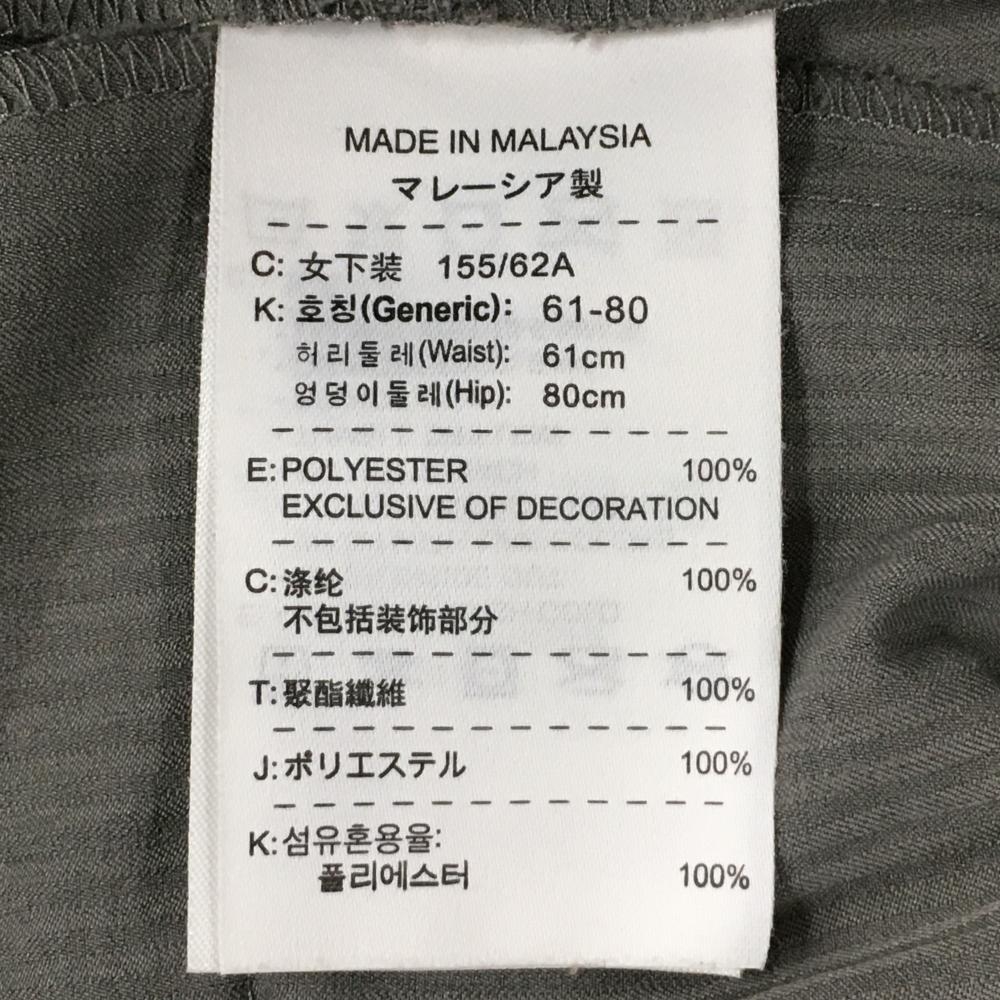 MADE IN MALAYSIA
マレーシア製
C: 女下装 155/62A
K: 호칭(Generic): 61-80
허리둘레(Waist): 61cm
엉덩이둘레(Hip): 80cm
E: POLYESTER 100%
EXCLUSIVE OF DECORATION
C: 涤纶 100%
不包括装饰部分
T: 聚酯纖維 100%
J: ポリエステル 100%
K: 섬유혼용율:
폴리에스터 100%